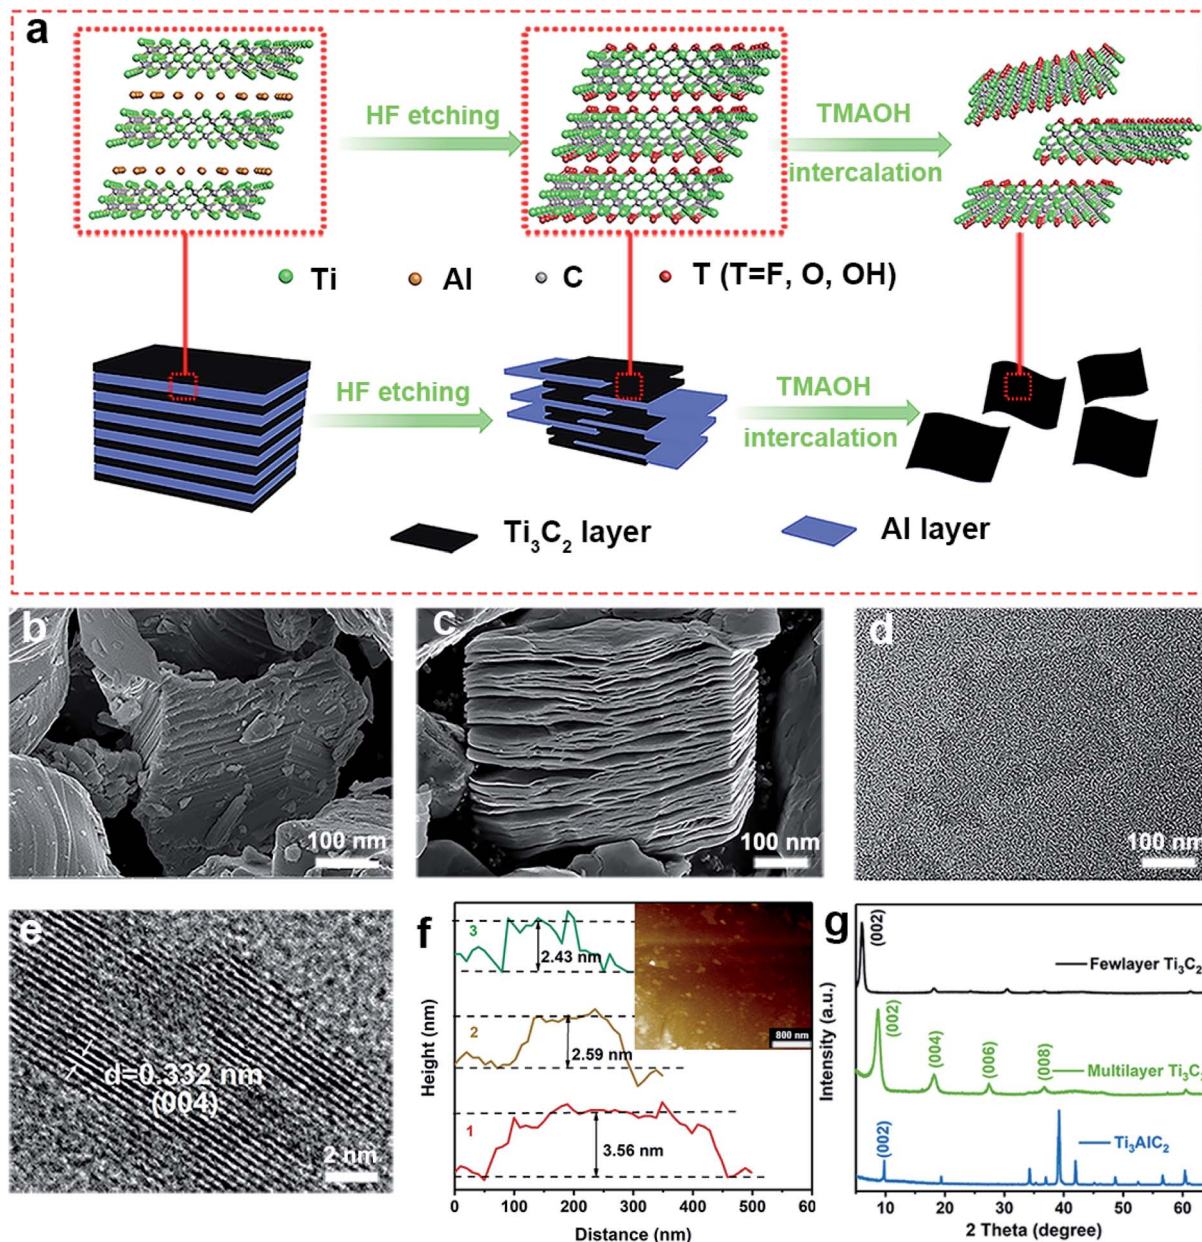 a
HF etching
TMAOH
intercalation
Ti
Al
C
T (T=F, O, OH)
HF etching
TMAOH
intercalation
Ti₃C₂ layer
Al layer
b
100 nm
c
100 nm
d
100 nm
e
d=0.332 nm
(004)
2 nm
f
Height (nm)
3
2.43 nm
2
2.59 nm
1
3.56 nm
800 nm
0 100 200 300 400 500 60
Distance (nm)
g
Intensity (a.u.)
(002)
Fewlayer Ti₃C₂
(002)
(004)
(006)
(008)
Multilayer Ti₃C
(002)
Ti₃AlC₂
10 20 30 40 50 60
2 Theta (degree)